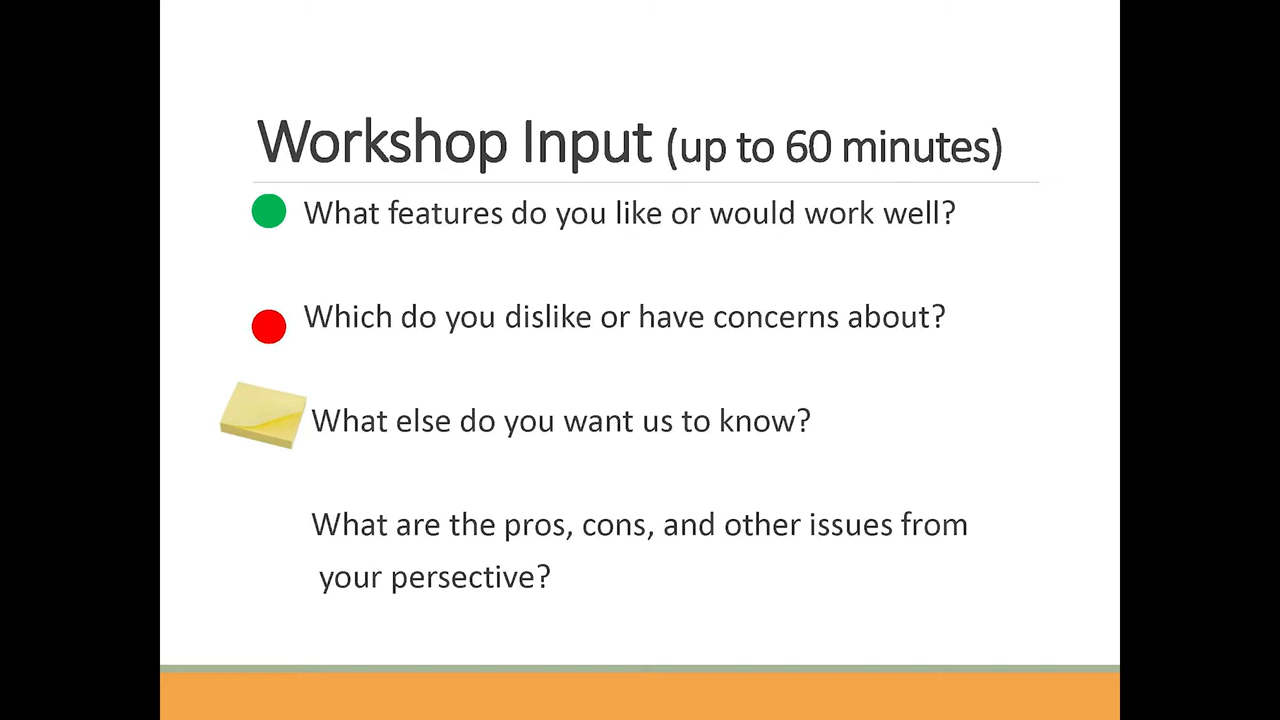 Workshop Input (up to 60 minutes)
What features do you like or would work well?
Which do you dislike or have concerns about?
What else do you want us to know?
What are the pros, cons, and other issues from
your persective?